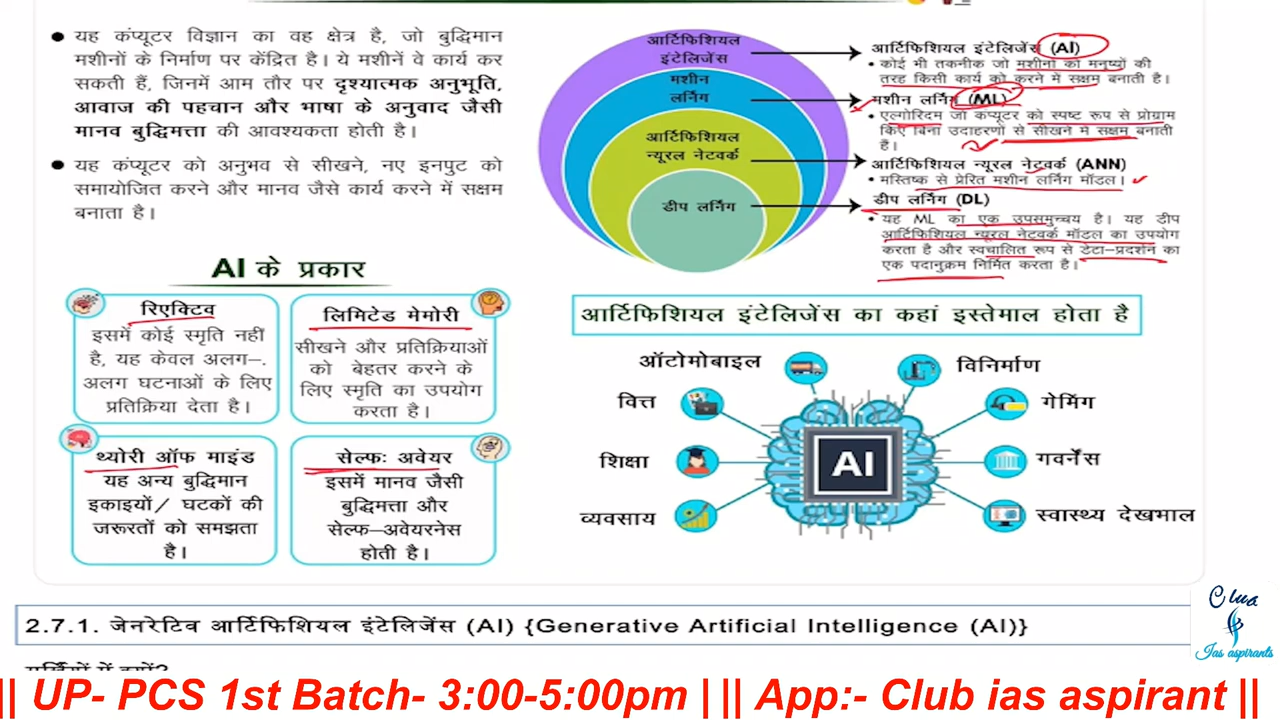 • यह कंप्यूटर विज्ञान का वह क्षेत्र है, जो बुद्धिमान
मशीनों के निर्माण पर केंद्रित है। ये मशीनें वे कार्य कर
सकती हैं, जिनमें आम तौर पर दृश्यात्मक अनुभूति,
आवाज की पहचान और भाषा के अनुवाद जैसी
मानव बुद्धिमत्ता की आवश्यकता होती है।
• यह कंप्यूटर को अनुभव से सीखने, नए इनपुट को
समायोजित करने और मानव जैसे कार्य करने में सक्षम
बनाता है।
आर्टिफिशियल
इंटेलिजेंस
मशीन
लर्निंग
आर्टिफिशियल
न्यूरल नेटवर्क
डीप लर्निंग
आर्टिफिशियल इंटेलिजेंस (AI)
• कोई भी तकनीक जो मशीनों को मनुष्यों की
तरह किसी कार्य को करने में सक्षम बनाती है।
मशीन लर्निंग (ML)
• एल्गोरिदम जो कंप्यूटर को स्पष्ट रूप से प्रोग्राम
किए बिना उदाहरणों से सीखने में सक्षम बनाती
है।
आर्टिफिशियल न्यूरल नेटवर्क (ANN)
• मस्तिष्क से प्रेरित मशीन लर्निंग मॉडल।
डीप लर्निंग (DL)
• यह ML का एक उपसमुच्चय है। यह डीप
आर्टिफिशियल न्यूरल नेटवर्क मॉडल का उपयोग
करता है और स्वचालित रूप से डेटा-प्रदर्शन का
एक पदानुक्रम निर्मित करता है।
AI के प्रकार
रिएक्टिव
इसमें कोई स्मृति नहीं
है, यह केवल अलग-
अलग घटनाओं के लिए
प्रतिक्रिया देता है।
लिमिटेड मेमोरी
सीखने और प्रतिक्रियाओं
को बेहतर करने के
लिए स्मृति का उपयोग
करता है।
थ्योरी ऑफ माइंड
यह अन्य बुद्धिमान
इकाइयों/ घटकों की
जरूरतों को समझता
है।
सेल्फः अवेयर
इसमें मानव जैसी
बुद्धिमत्ता और
सेल्फ-अवेयरनेस
होती है।
आर्टिफिशियल इंटेलिजेंस का कहां इस्तेमाल होता है
ऑटोमोबाइल
विनिर्माण
वित्त
गेमिंग
शिक्षा
AI
गवर्नेंस
व्यवसाय
स्वास्थ्य देखभाल
2.7.1. जेनरेटिव आर्टिफिशियल इंटेलिजेंस (AI) {Generative Artificial Intelligence (AI)}
Club
Ias aspirants
|| UP- PCS 1st Batch- 3:00-5:00pm | || App:- Club ias aspirant ||